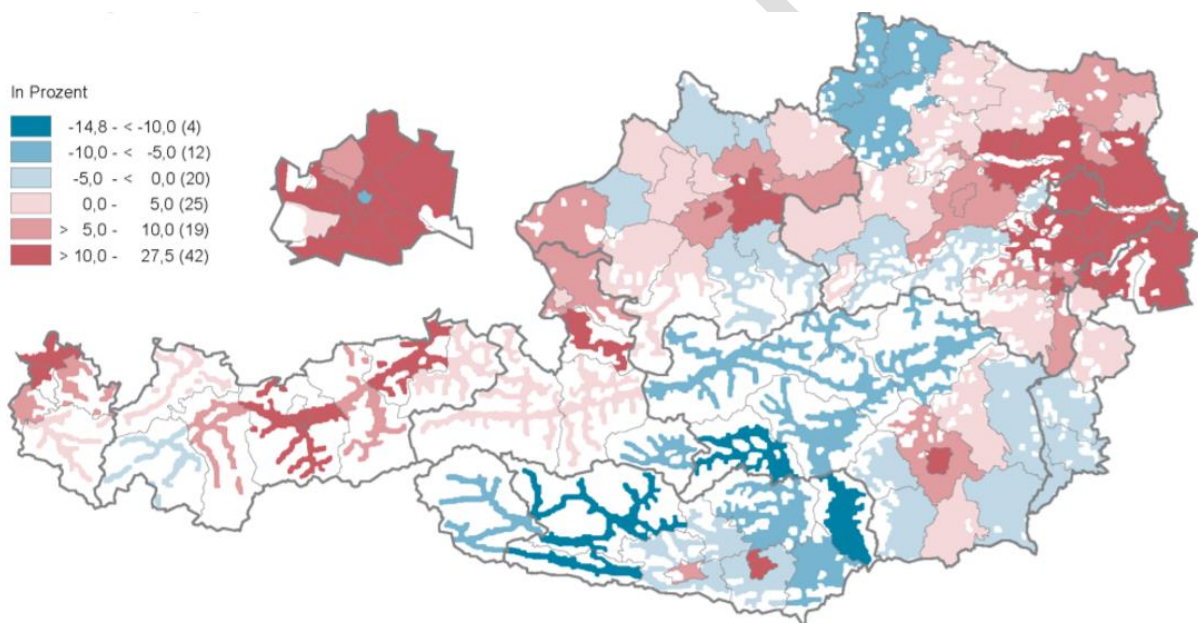 In Prozent
-14,8 - < -10,0 (4)
-10,0 - < -5,0 (12)
-5,0 - < 0,0 (20)
0,0 - 5,0 (25)
> 5,0 - 10,0 (19)
> 10,0 - 27,5 (42)